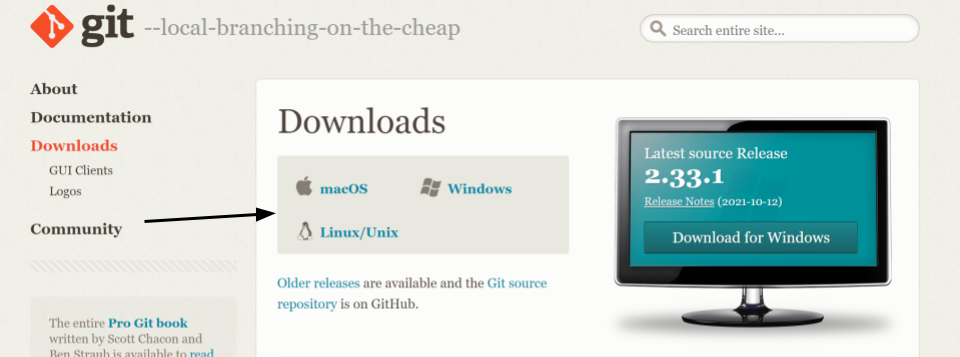 git --local-branching-on-the-cheap
Search entire site...
About
Documentation
Downloads
GUI Clients
Logos
Community
The entire Pro Git book
written by Scott Chacon and
Ben Straub is available to read
Downloads
macOS
Windows
Linux/Unix
Older releases are available and the Git source
repository is on GitHub.
Latest source Release
2.33.1
Release Notes (2021-10-12)
Download for Windows